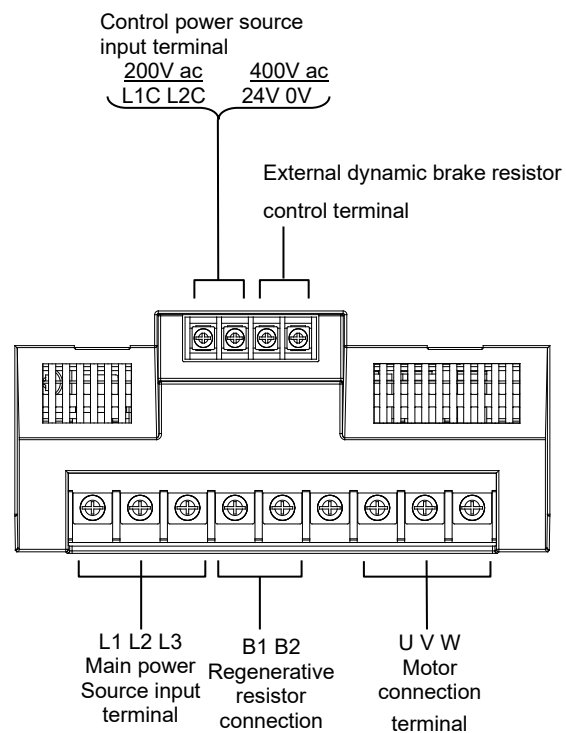 Control power source
input terminal
200V ac 400V ac
L1C L2C 24V 0V
External dynamic brake resistor
control terminal
L1 L2 L3
Main power
Source input
terminal
B1 B2
Regenerative
resistor
connection
U V W
Motor
connection
terminal